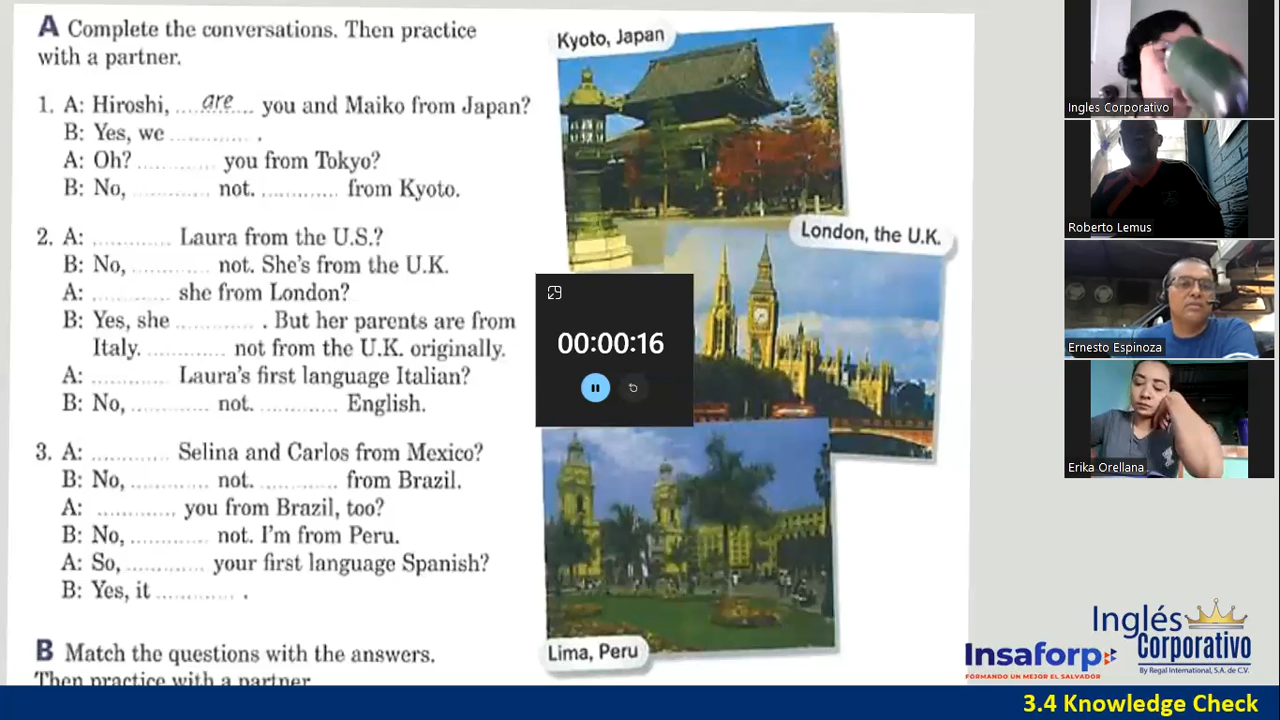 A Complete the conversations. Then practice
with a partner.
1. A: Hiroshi, are you and Maiko from Japan?
B: Yes, we ............ .
A: Oh? ............ you from Tokyo?
B: No, ............ not. ............ from Kyoto.
2. A: ............ Laura from the U.S.?
B: No, ............ not. She's from the U.K.
A: ............ she from London?
B: Yes, she ............ . But her parents are from
Italy. ............ not from the U.K. originally.
A: ............ Laura's first language Italian?
B: No, ............ not. ............ English.
3. A: ............ Selina and Carlos from Mexico?
B: No, ............ not. ............ from Brazil.
A: ............ you from Brazil, too?
B: No, ............ not. I'm from Peru.
A: So, ............ your first language Spanish?
B: Yes, it ............ .
B Match the questions with the answers.
Then practice with a partner.
Kyoto, Japan
London, the U.K.
00:00:16
Lima, Peru
Ingles Corporativo
Roberto Lemus
Ernesto Espinoza
Erika Orellana
Insaforp
FORMANDO UN MEJOR EL SALVADOR
Inglés
Corporativo
By Regal International, S.A. de C.V.
3.4 Knowledge Check